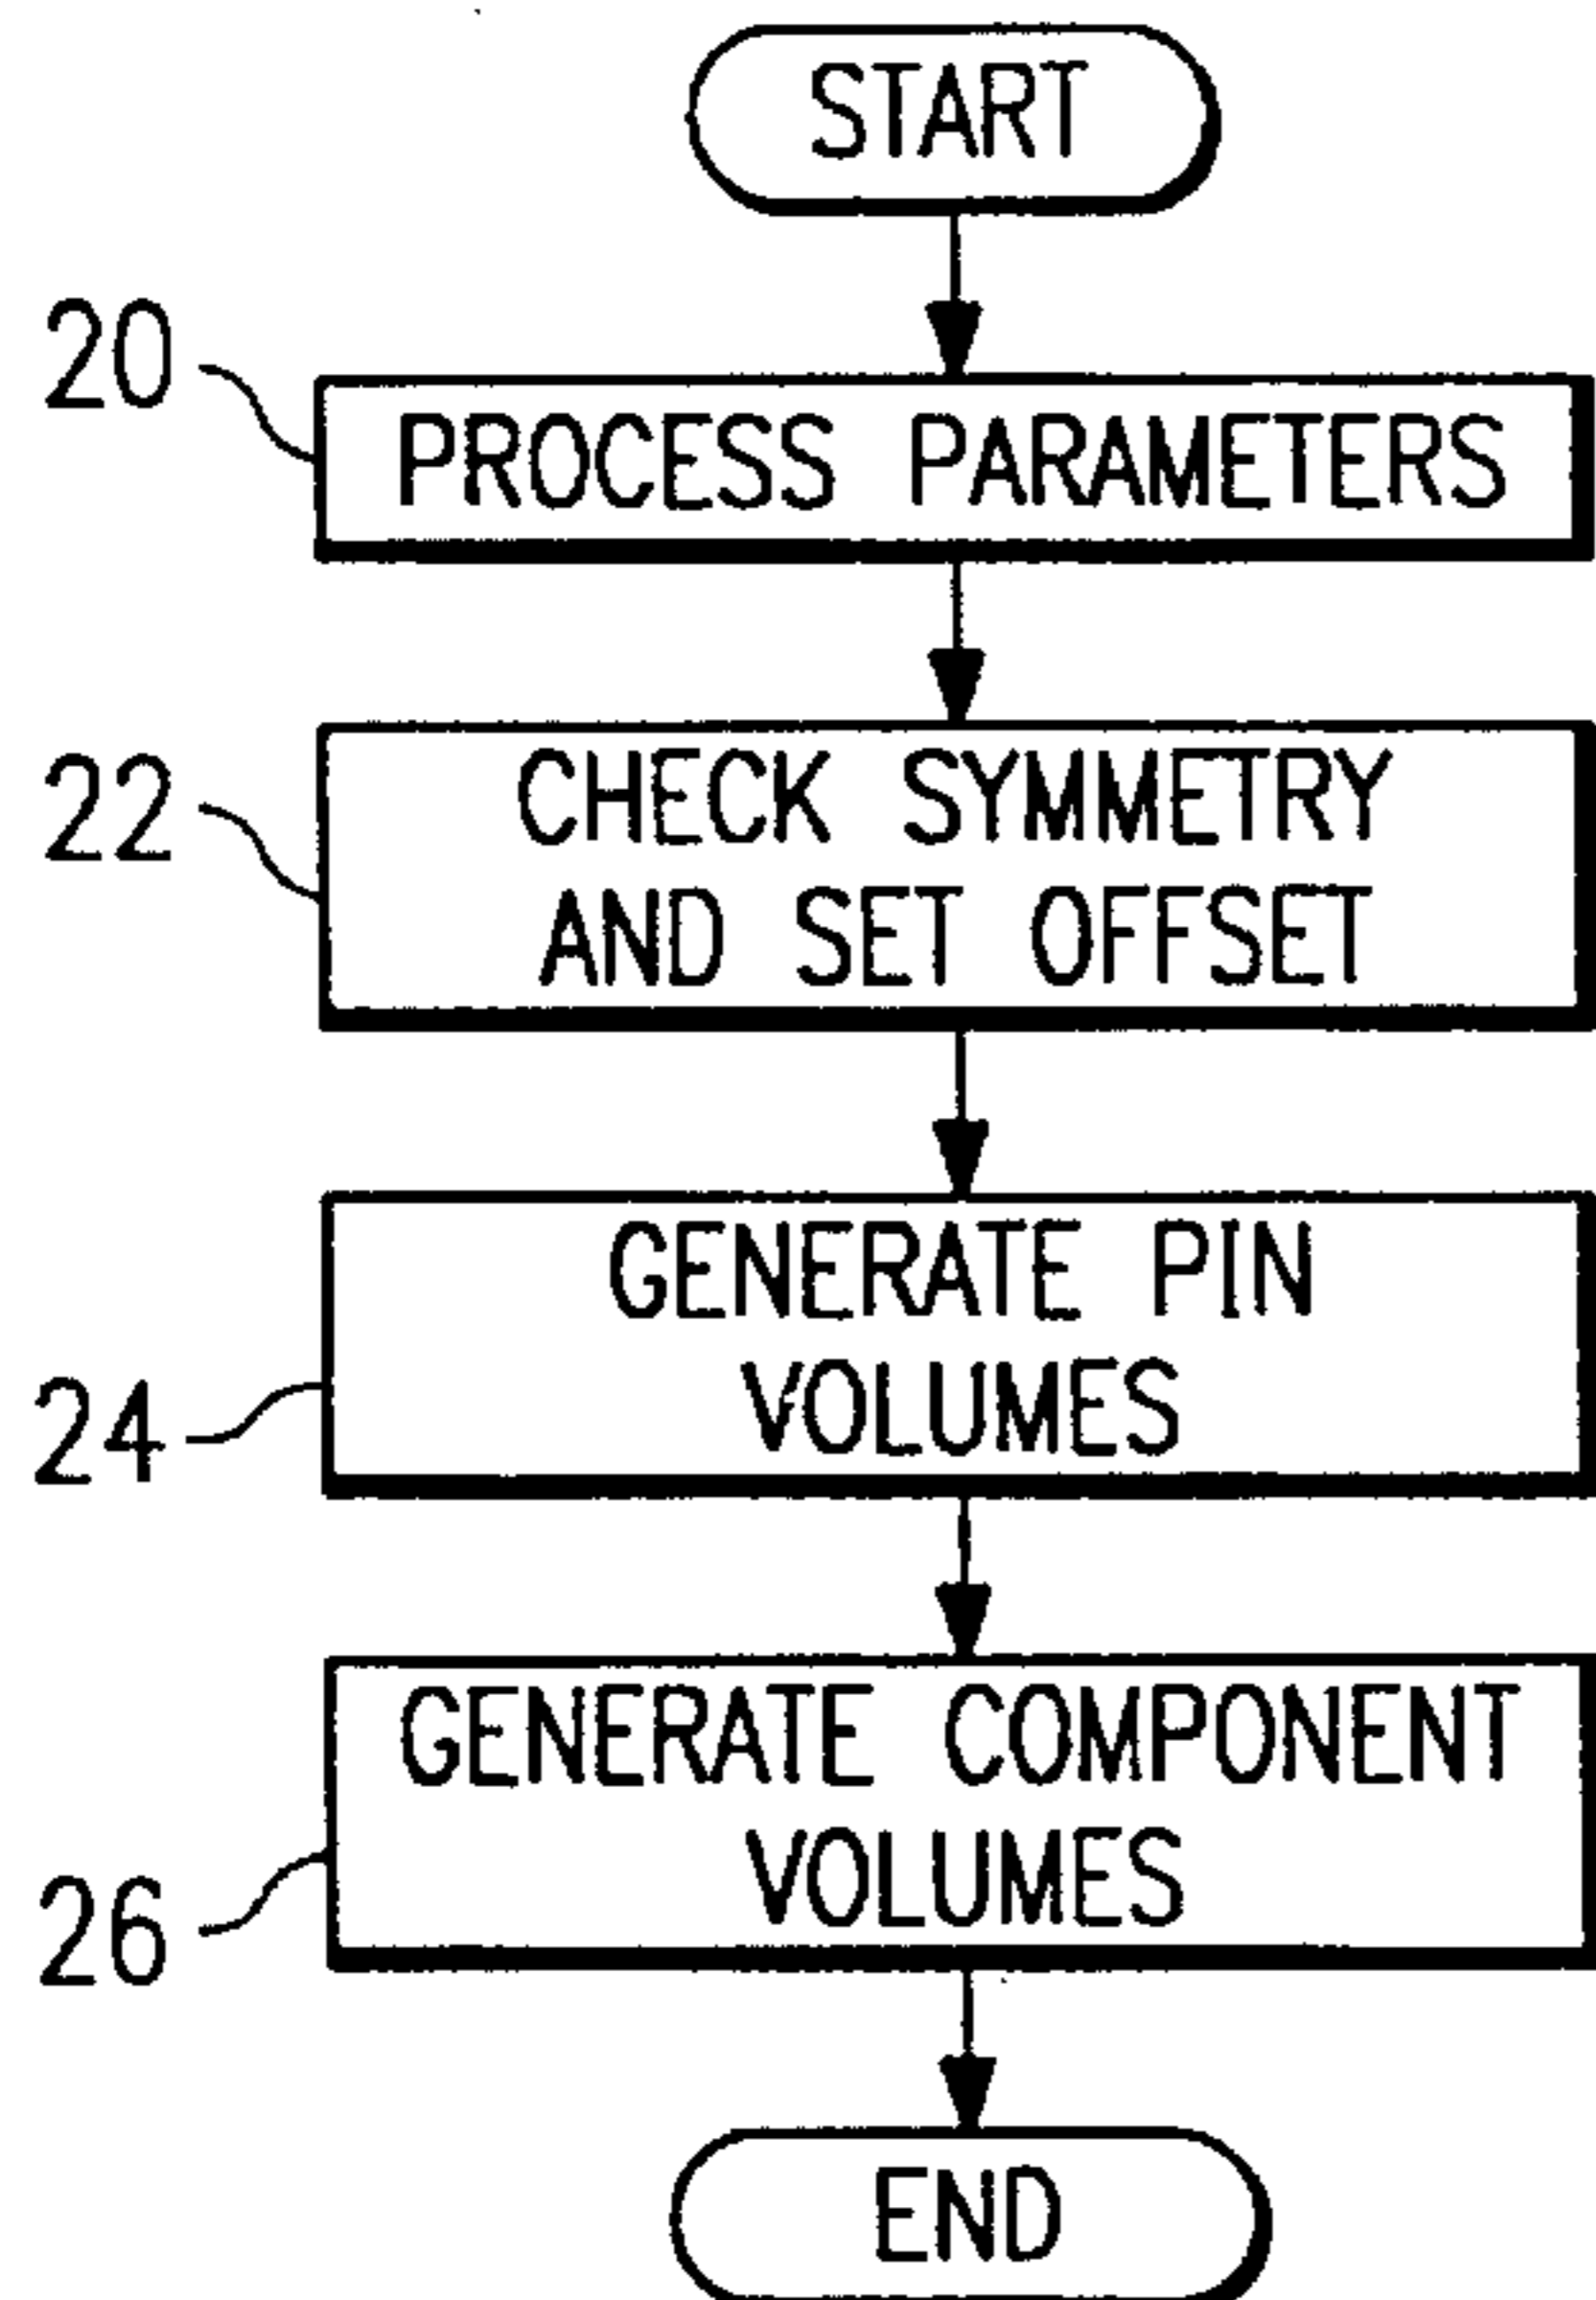 START
20
PROCESS PARAMETERS
22
CHECK SYMMETRY
AND SET OFFSET
24
GENERATE PIN
VOLUMES
26
GENERATE COMPONENT
VOLUMES
END